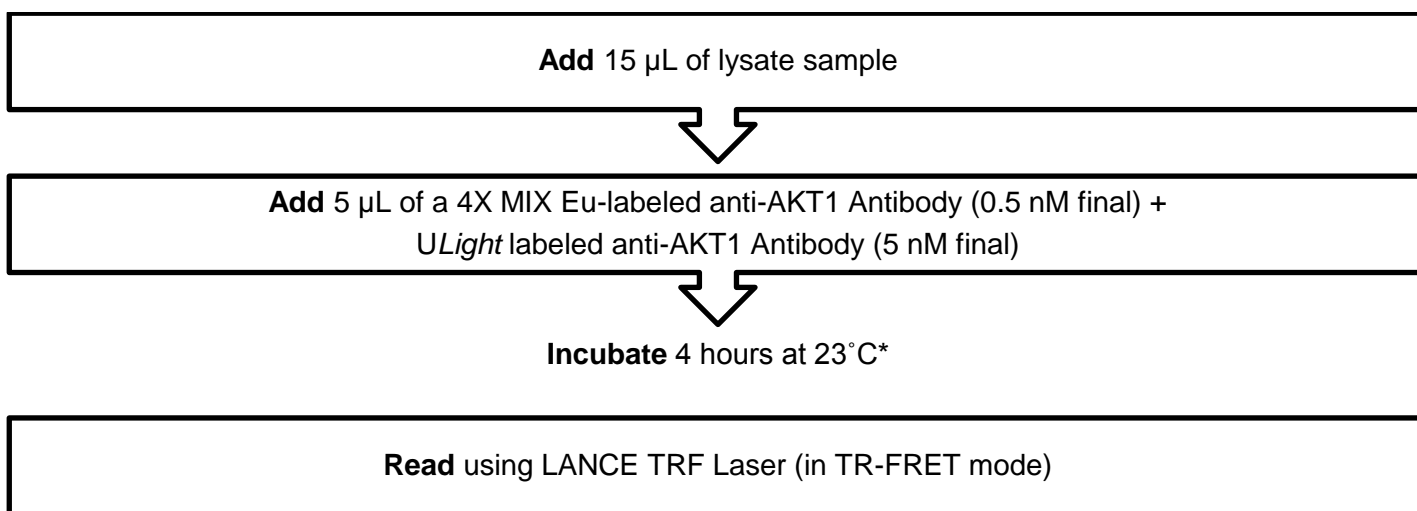 Add 15 µL of lysate sample
Add 5 µL of a 4X MIX Eu-labeled anti-AKT1 Antibody (0.5 nM final) +
ULight labeled anti-AKT1 Antibody (5 nM final)
Incubate 4 hours at 23˚C*
Read using LANCE TRF Laser (in TR-FRET mode)